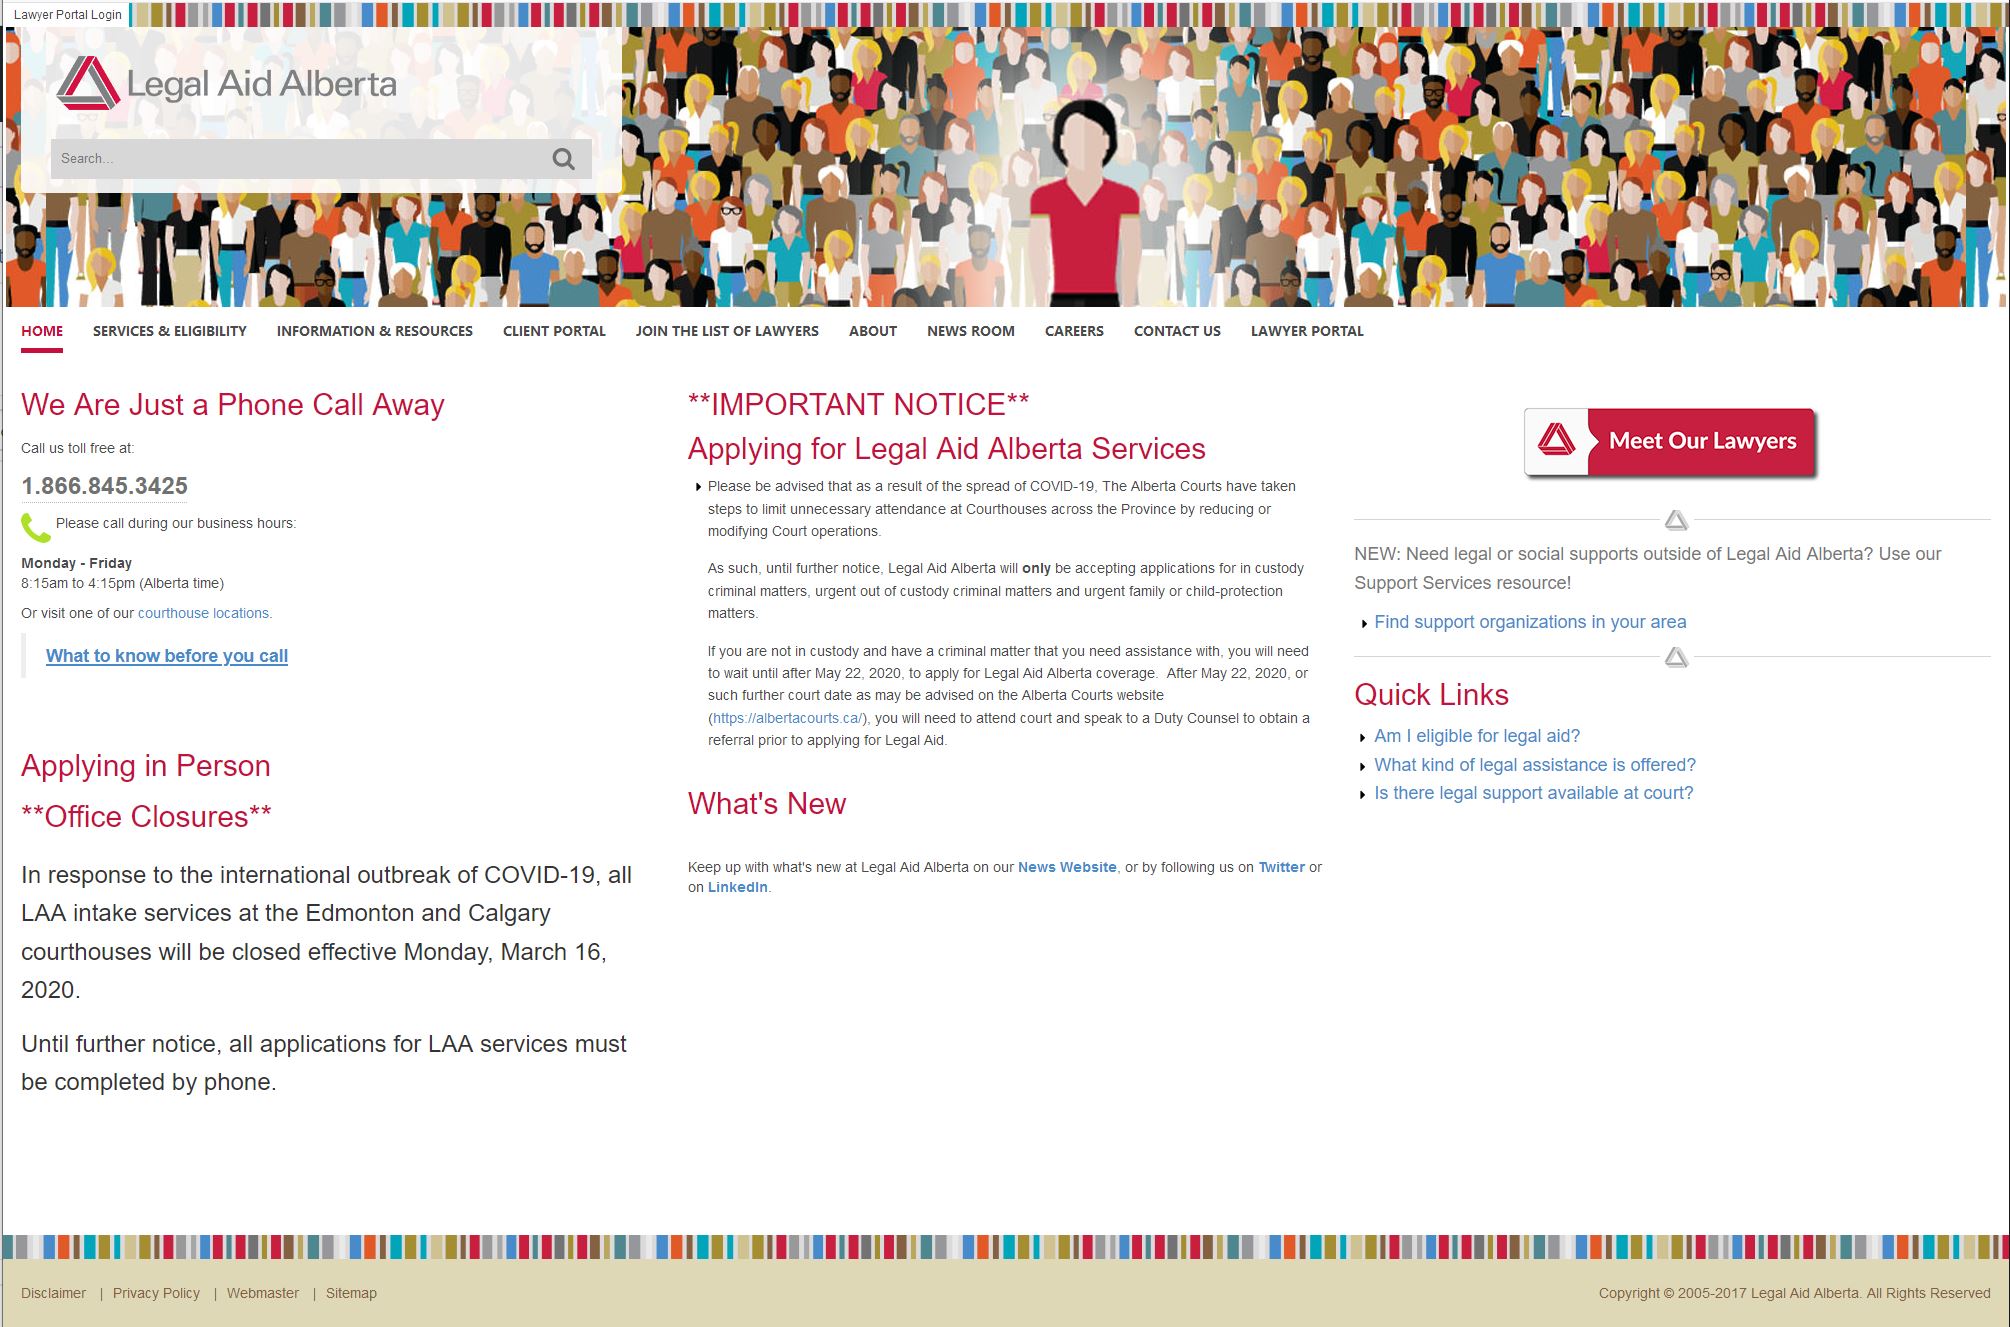 Lawyer Portal Login
Legal Aid Alberta
Search...
HOME SERVICES & ELIGIBILITY INFORMATION & RESOURCES CLIENT PORTAL JOIN THE LIST OF LAWYERS ABOUT NEWS ROOM CAREERS CONTACT US LAWYER PORTAL
We Are Just a Phone Call Away
Call us toll free at:
1.866.845.3425
Please call during our business hours:
Monday - Friday
8:15am to 4:15pm (Alberta time)
Or visit one of our courthouse locations.
What to know before you call
Applying in Person
**Office Closures**
In response to the international outbreak of COVID-19, all
LAA intake services at the Edmonton and Calgary
courthouses will be closed effective Monday, March 16,
2020.
Until further notice, all applications for LAA services must
be completed by phone.
**IMPORTANT NOTICE**
Applying for Legal Aid Alberta Services
Please be advised that as a result of the spread of COVID-19, The Alberta Courts have taken
steps to limit unnecessary attendance at Courthouses across the Province by reducing or
modifying Court operations.
As such, until further notice, Legal Aid Alberta will only be accepting applications for in custody
criminal matters, urgent out of custody criminal matters and urgent family or child-protection
matters.
If you are not in custody and have a criminal matter that you need assistance with, you will need
to wait until after May 22, 2020, to apply for Legal Aid Alberta coverage. After May 22, 2020, or
such further court date as may be advised on the Alberta Courts website
(https://albertacourts.ca/), you will need to attend court and speak to a Duty Counsel to obtain a
referral prior to applying for Legal Aid.
What's New
Keep up with what's new at Legal Aid Alberta on our News Website, or by following us on Twitter or
on LinkedIn.
Meet Our Lawyers
NEW: Need legal or social supports outside of Legal Aid Alberta? Use our
Support Services resource!
Find support organizations in your area
Quick Links
Am I eligible for legal aid?
What kind of legal assistance is offered?
Is there legal support available at court?
Disclaimer | Privacy Policy | Webmaster | Sitemap
Copyright © 2005-2017 Legal Aid Alberta. All Rights Reserved